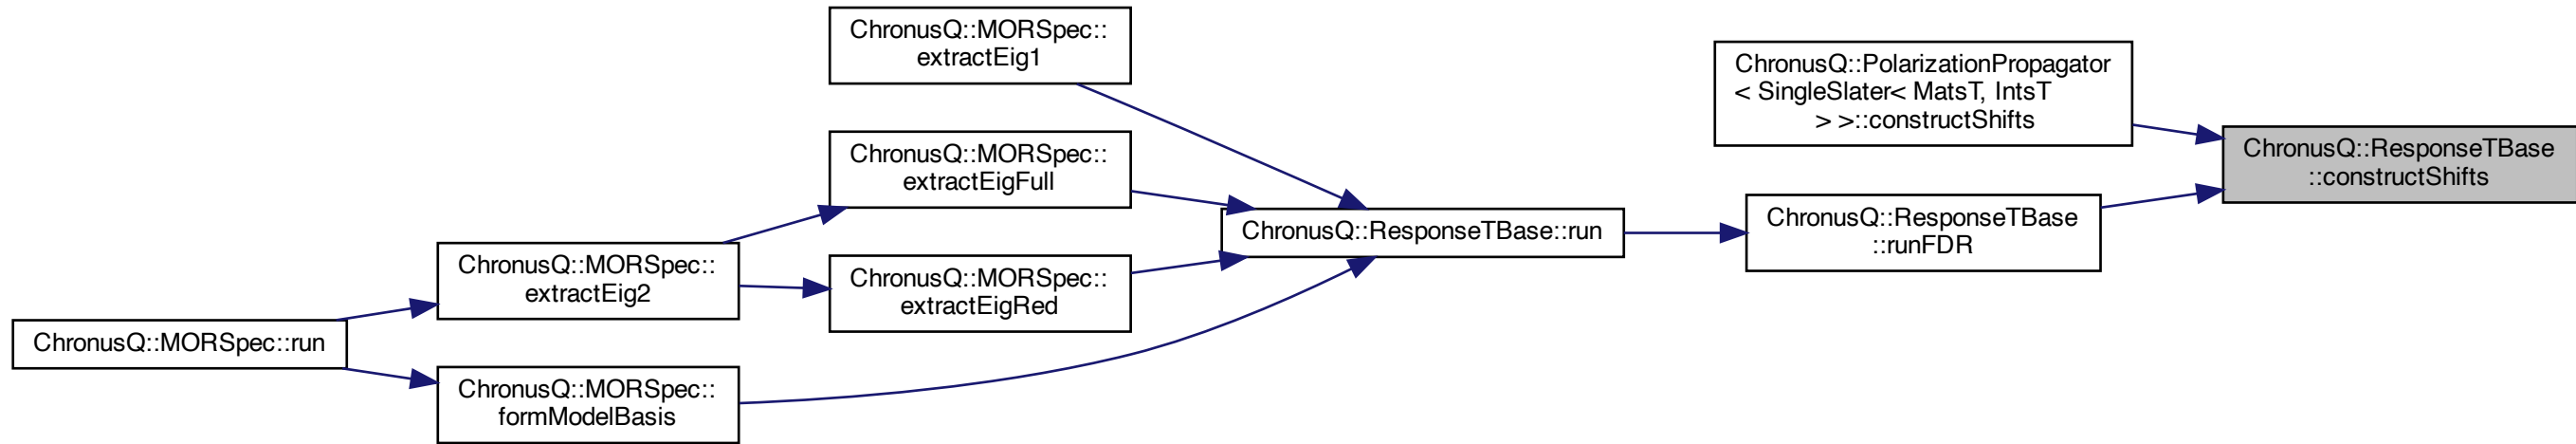 ChronusQ::MORSpec::run
ChronusQ::MORSpec::
extractEig2
ChronusQ::MORSpec::
formModelBasis
ChronusQ::MORSpec::
extractEig1
ChronusQ::MORSpec::
extractEigFull
ChronusQ::MORSpec::
extractEigRed
ChronusQ::ResponseTBase::run
ChronusQ::PolarizationPropagator
< SingleSlater< MatsT, IntsT
> >::constructShifts
ChronusQ::ResponseTBase
::runFDR
ChronusQ::ResponseTBase
::constructShifts